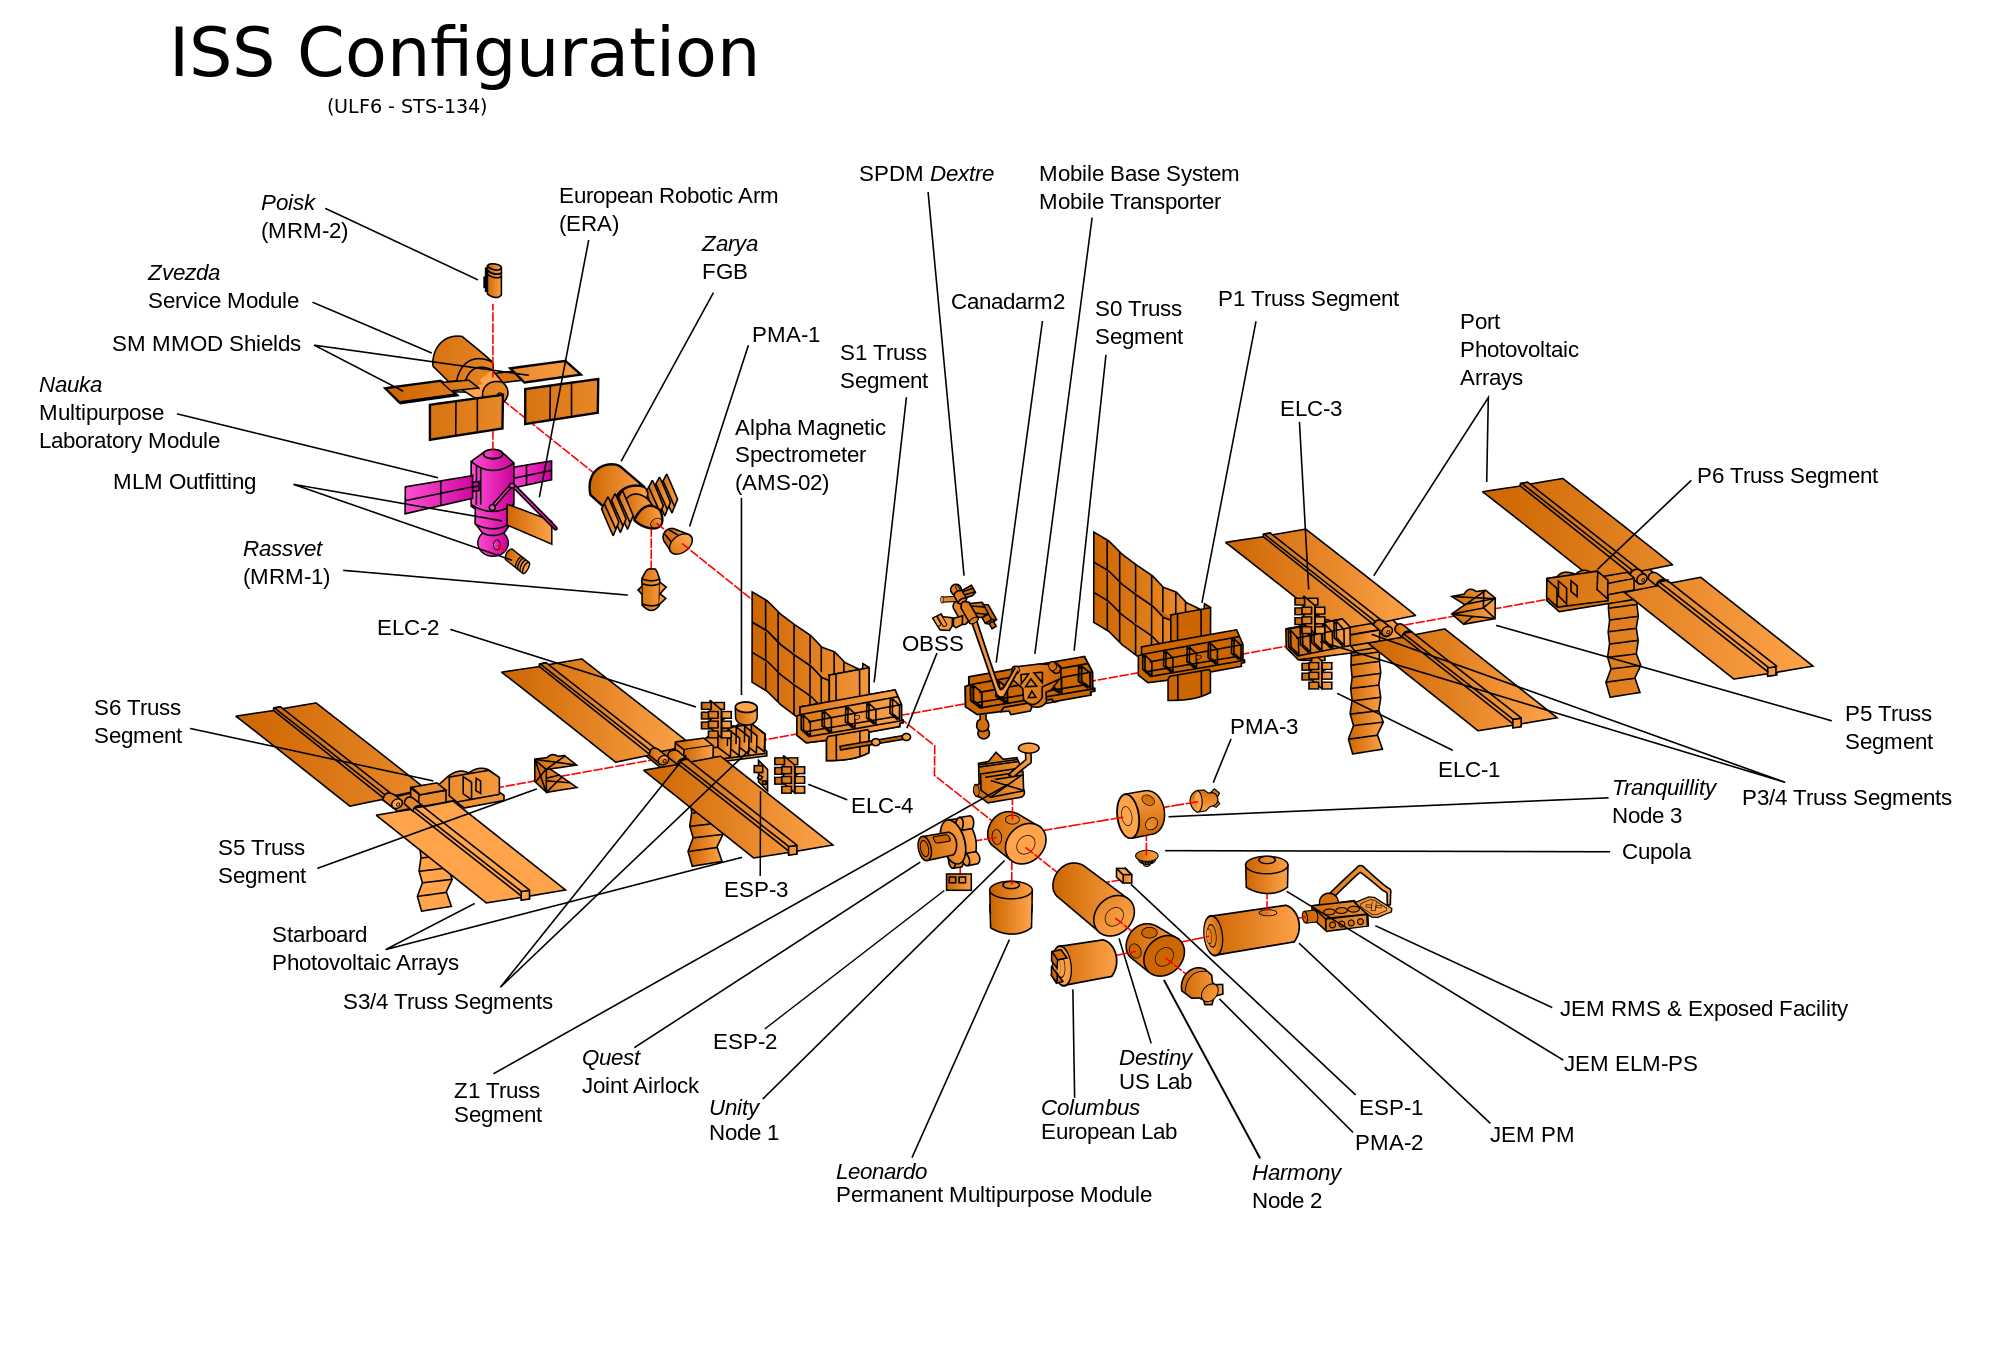 ISS Configuration
(ULF6 - STS-134)
SPDM Dextre
Mobile Base System
Mobile Transporter
European Robotic Arm
(ERA)
Poisk
(MRM-2)
Zarya
FGB
Zvezda
Service Module
SM MMOD Shields
Nauka
Multipurpose
Laboratory Module
MLM Outfitting
Rassvet
(MRM-1)
PMA-1
S1 Truss
Segment
Alpha Magnetic
Spectrometer
(AMS-02)
Canadarm2
S0 Truss
Segment
P1 Truss Segment
Port
Photovoltaic
Arrays
ELC-3
P6 Truss Segment
ELC-2
OBSS
S6 Truss
Segment
P5 Truss
Segment
PMA-3
ELC-1
Tranquillity
Node 3
P3/4 Truss Segments
ELC-4
S5 Truss
Segment
Cupola
ESP-3
Starboard
Photovoltaic Arrays
S3/4 Truss Segments
JEM RMS & Exposed Facility
ESP-2
Quest
Joint Airlock
Destiny
US Lab
JEM ELM-PS
Z1 Truss
Segment
Unity
Node 1
Columbus
European Lab
ESP-1
PMA-2
JEM PM
Leonardo
Permanent Multipurpose Module
Harmony
Node 2